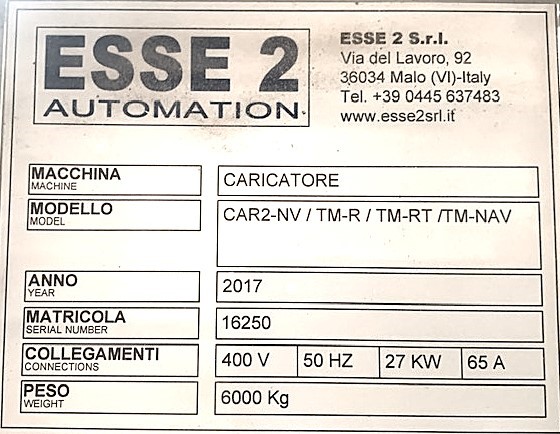 ESSE 2
AUTOMATION
ESSE 2 S.r.l.
Via del Lavoro, 92
36034 Malo (VI)-Italy
Tel. +39 0445 637483
www.esse2srl.it
MACCHINA
MACHINE
CARICATORE
MODELLO
MODEL
CAR2-NV / TM-R / TM-RT /TM-NAV
ANNO
YEAR
2017
MATRICOLA
SERIAL NUMBER
16250
COLLEGAMENTI
CONNECTIONS
400 V 50 HZ 27 KW 65 A
PESO
WEIGHT
6000 Kg